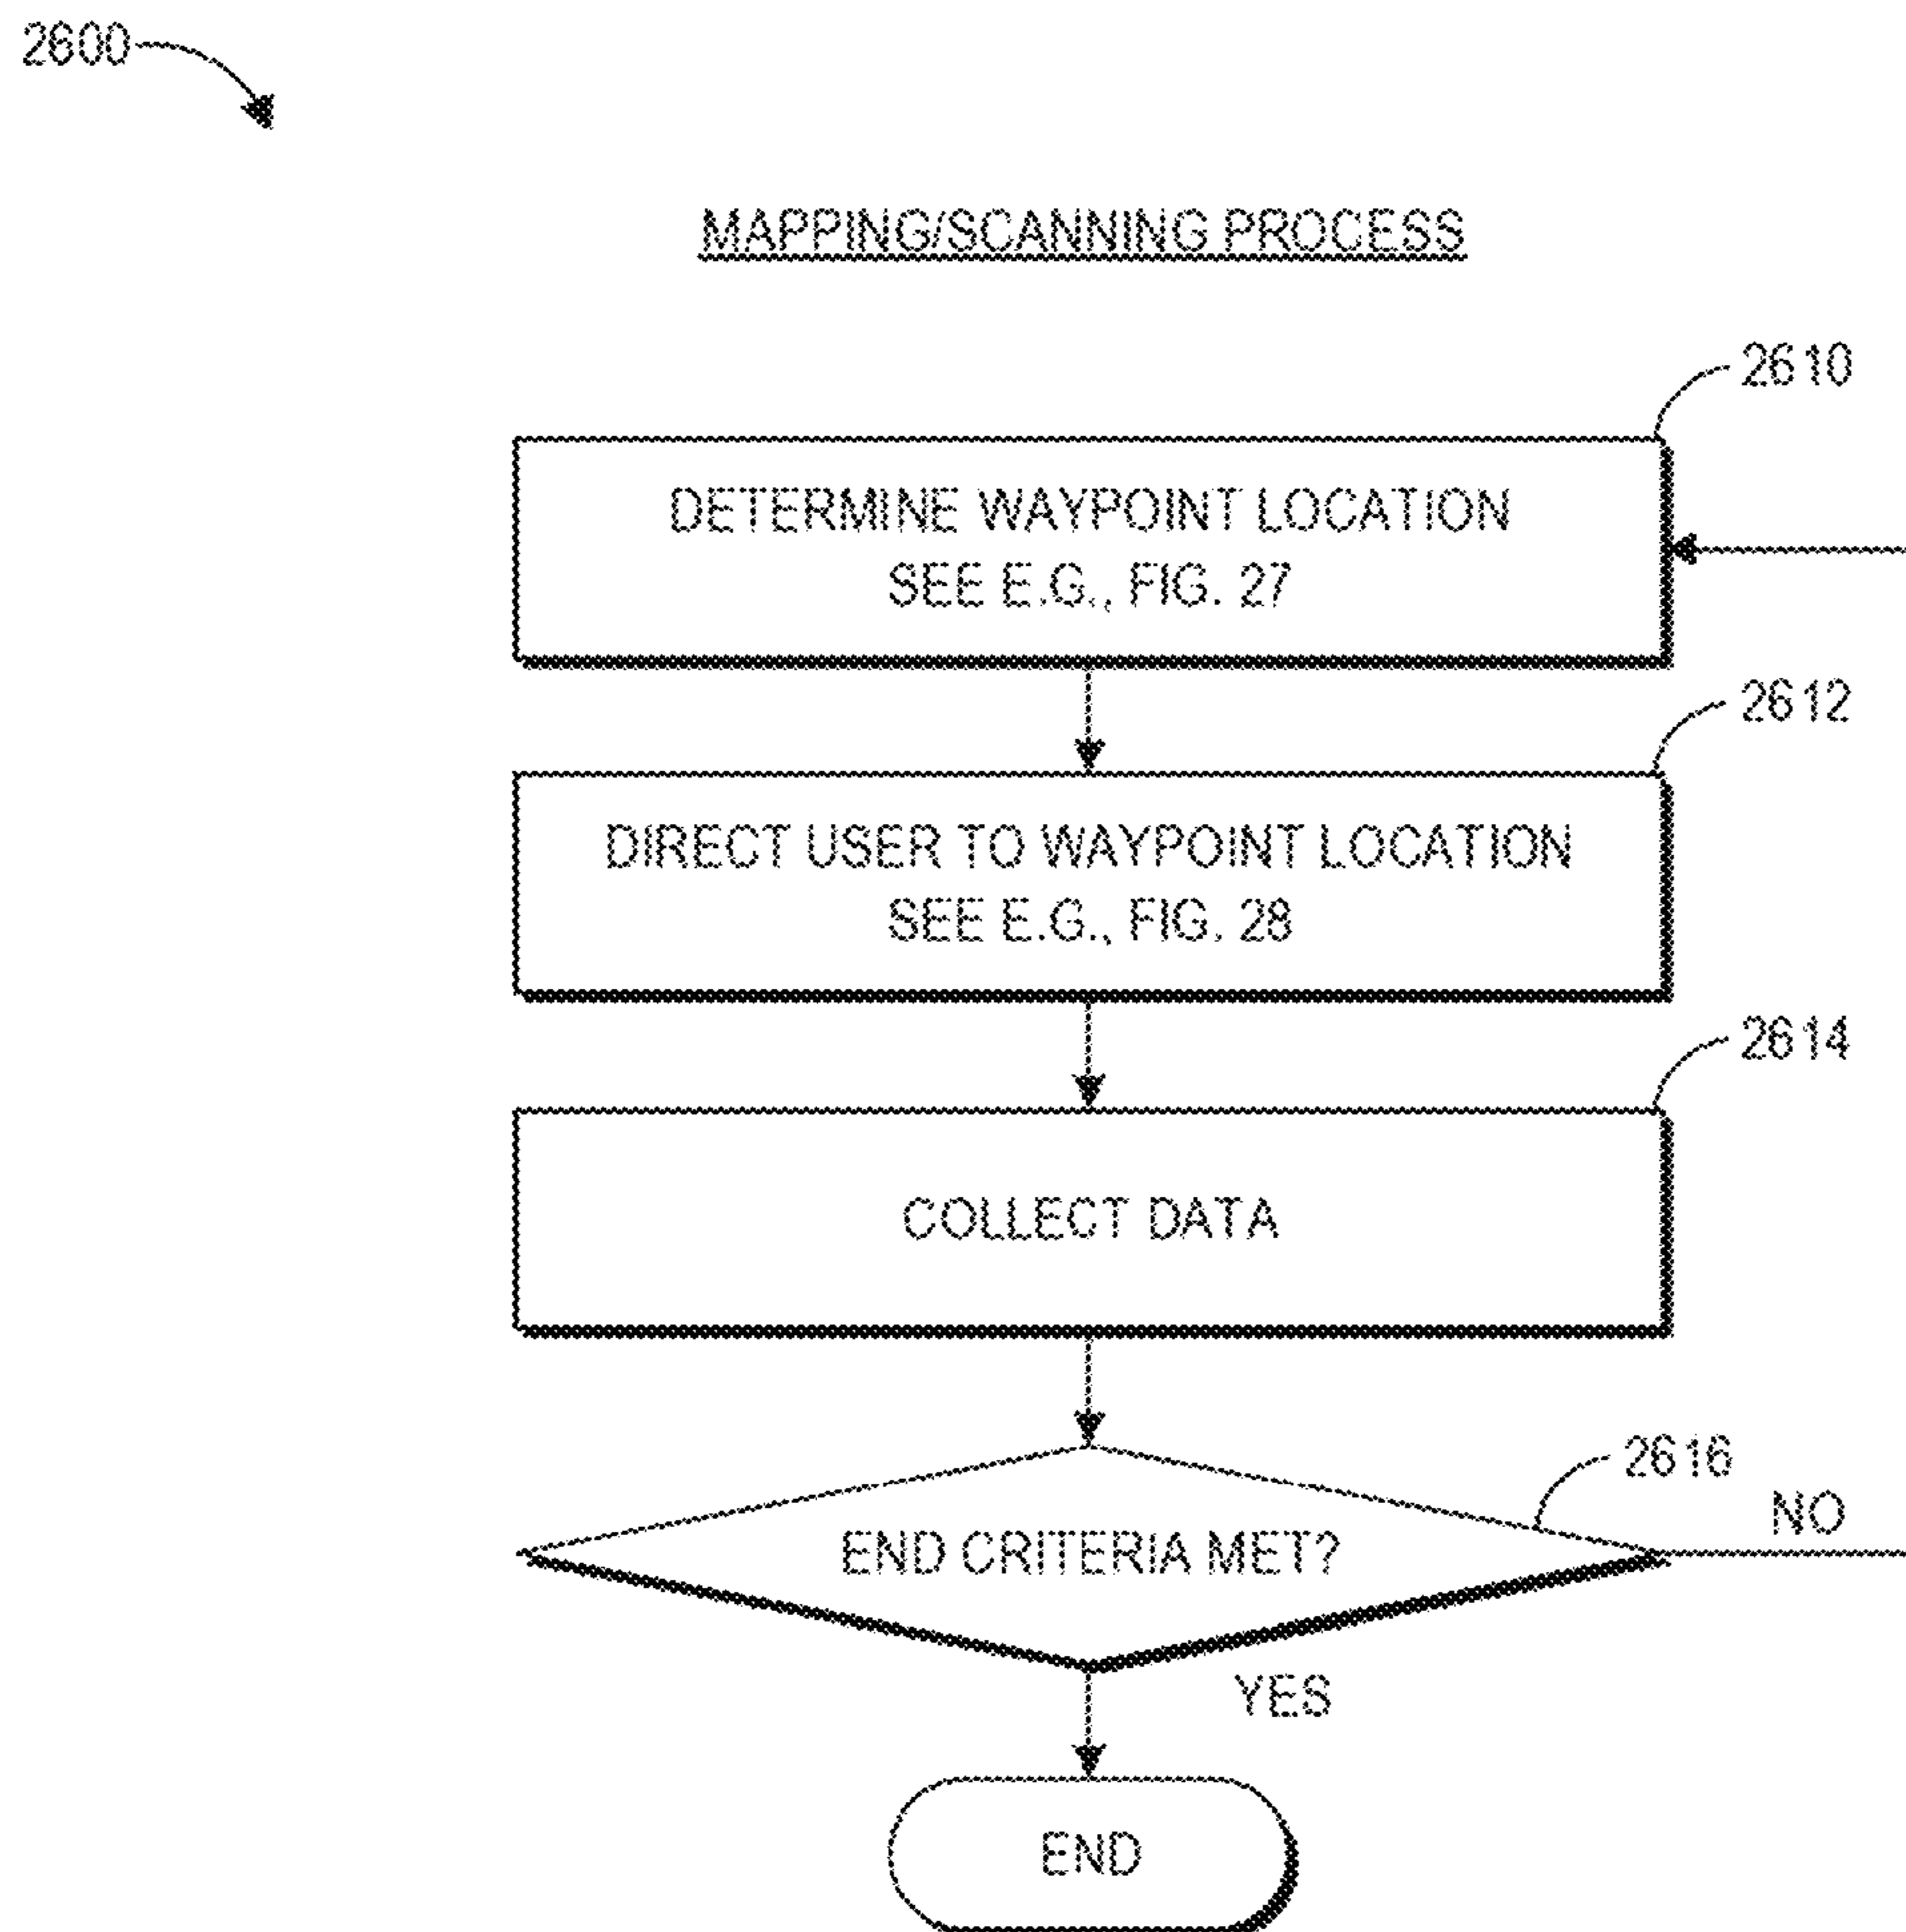 2600
MAPPING/SCANNING PROCESS
2610
DETERMINE WAYPOINT LOCATION
SEE E.G., FIG. 27
2612
DIRECT USER TO WAYPOINT LOCATION
SEE E.G., FIG. 28
2614
COLLECT DATA
2616
NO
END CRITERIA MET?
YES
END